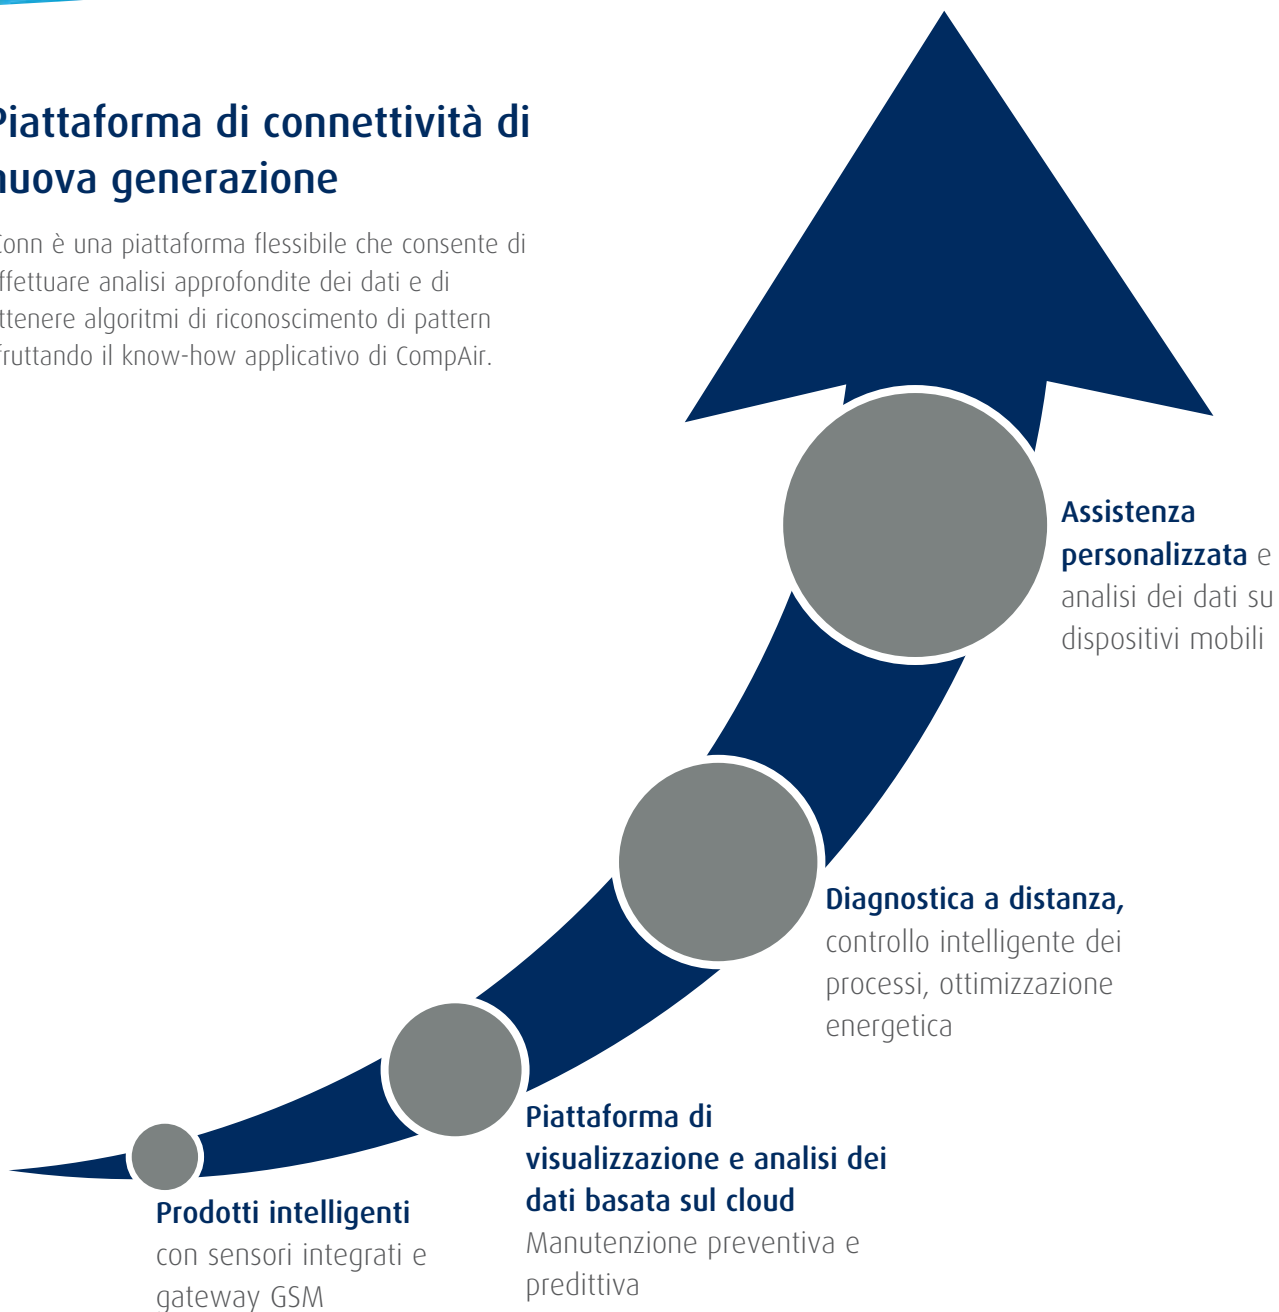 Piattaforma di connettività di
nuova generazione
Conn è una piattaforma flessibile che consente di
ffettuare analisi approfondite dei dati e di
ttenere algoritmi di riconoscimento di pattern
fruttando il know-how applicativo di CompAir.
Assistenza
personalizzata e
analisi dei dati su
dispositivi mobili
Diagnostica a distanza,
controllo intelligente dei
processi, ottimizzazione
energetica
Piattaforma di
visualizzazione e analisi dei
dati basata sul cloud
Manutenzione preventiva e
predittiva
Prodotti intelligenti
con sensori integrati e
gateway GSM